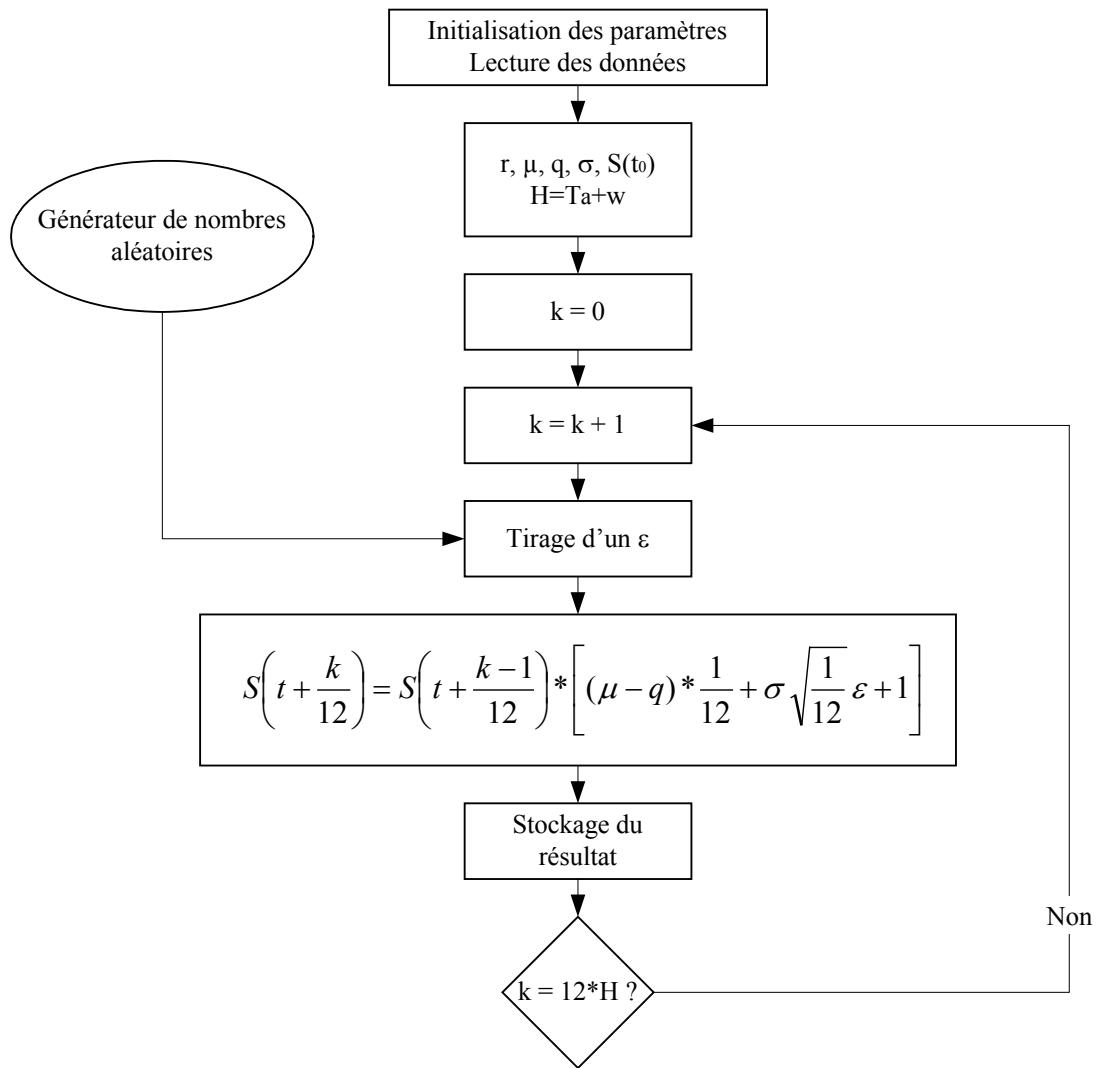 Initialisation des paramètres
Lecture des données
r, µ, q, σ, S(t₀)
H=Ta+w
Générateur de nombres
aléatoires
k = 0
k = k + 1
Tirage d’un ε
S(t + k/12) = S(t + (k − 1)/12) * [(μ − q) * 1/12 + σ √(1/12) ε + 1]
Stockage du
résultat
Non
k = 12*H ?